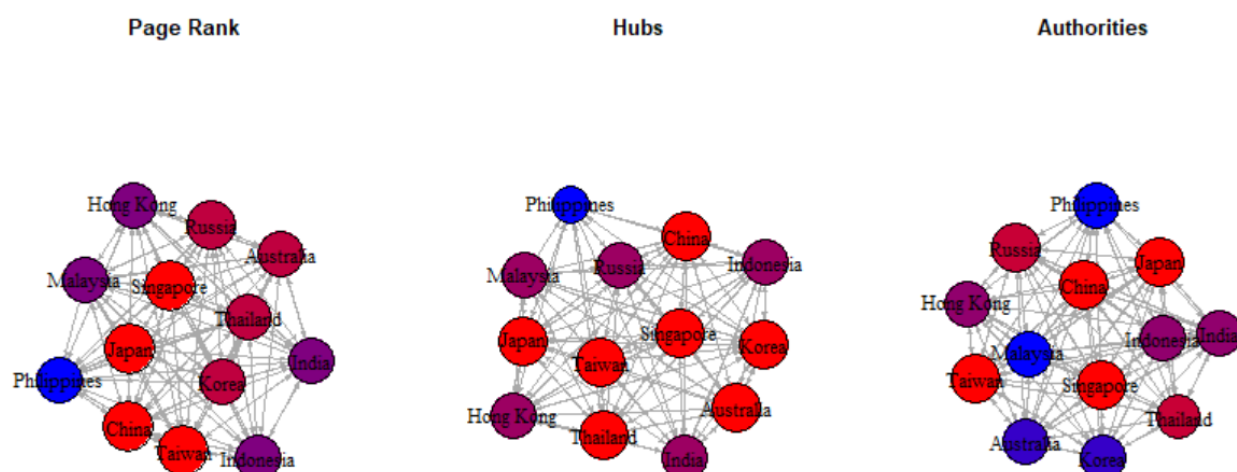 Page Rank
Hong Kong
Russia
Australia
Malaysia
Singapore
Thailand
Japan
India
Philippines
Korea
China
Taiwan
Indonesia
Hubs
Philippines
China
Malaysia
Russia
Indonesia
Japan
Singapore
Korea
Taiwan
Hong Kong
Australia
Thailand
India
Authorities
Philippines
Russia
Japan
China
Hong Kong
India
Indonesia
Malaysia
Taiwan
Singapore
Thailand
Australia
Korea